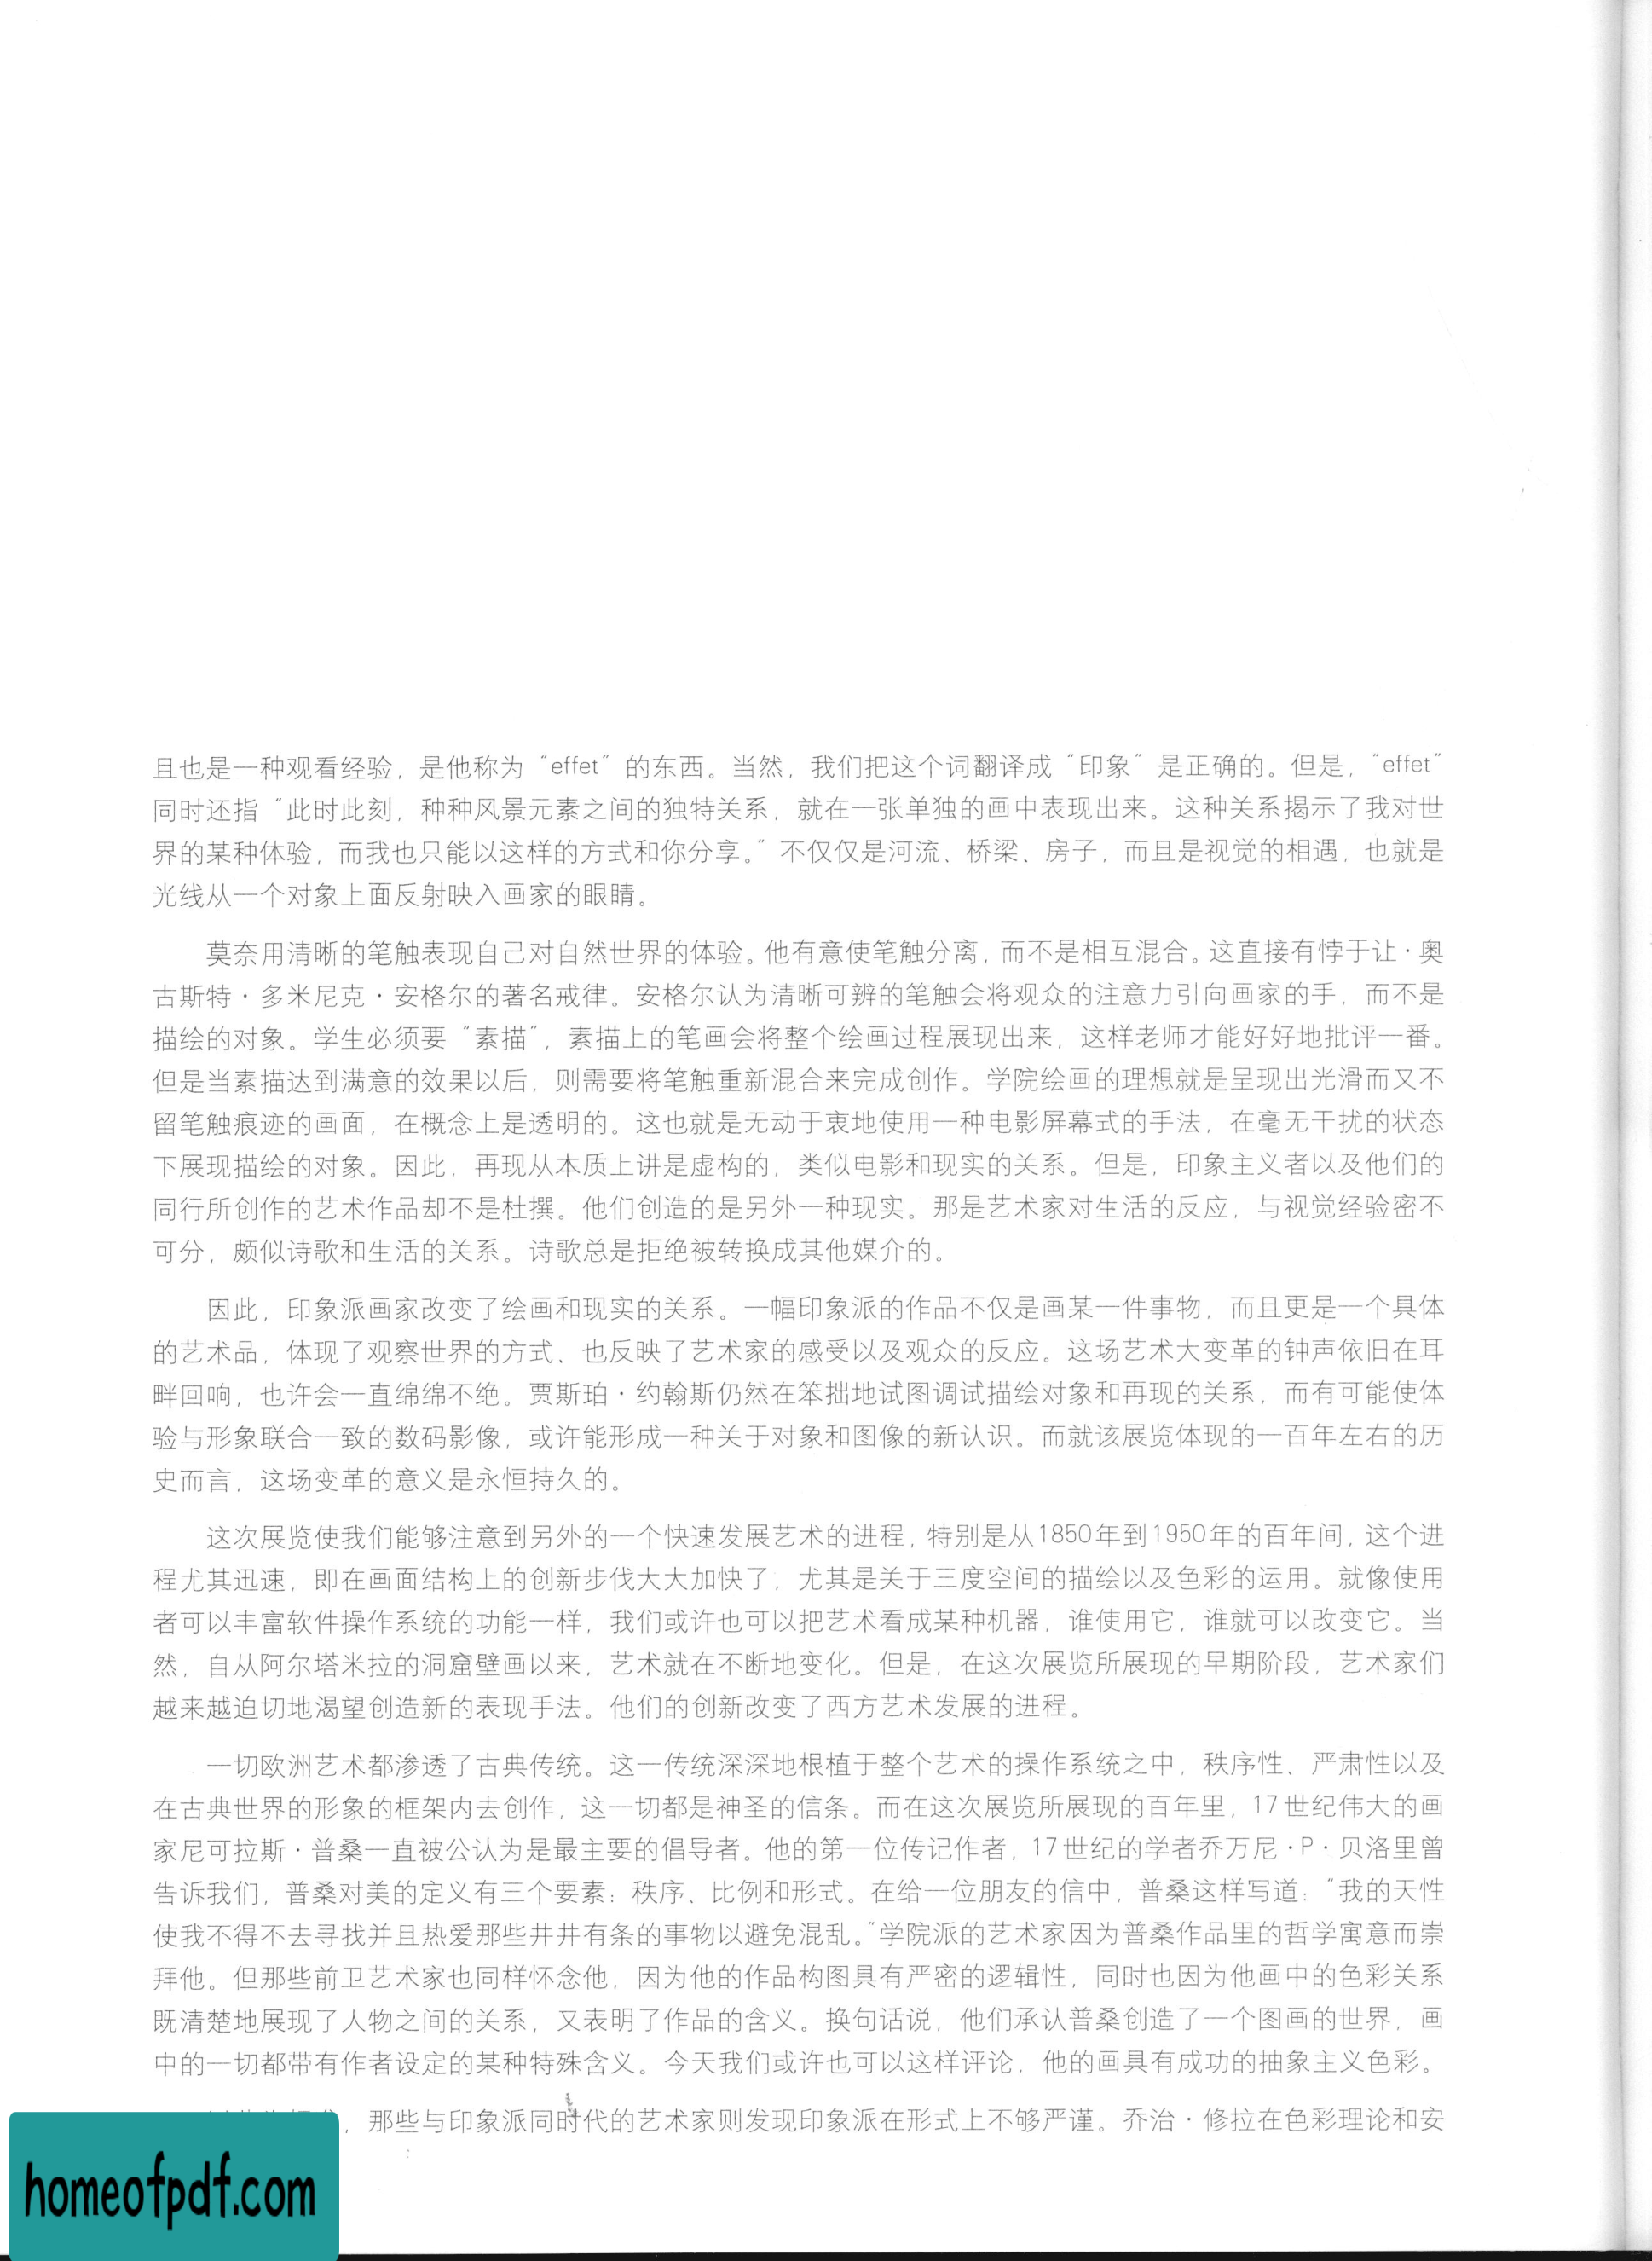 且也是一种观看经验，是他称为“effet”的东西。当然，我们把这个词翻译成“印象”是正确的。但是，“effet”
同时还指“此时此刻，种种风景元素之间的独特关系，就在一张单独的画中表现出来。这种关系揭示了我对世
界的某种体验，而我也只能以这样的方式和你分享。”不仅仅是河流、桥梁、房子，而且是视觉的相遇，也就是
光线从一个对象上面反射映入画家的眼睛。
莫奈用清晰的笔触表现自己对自然世界的体验。他有意使笔触分离，而不是相互混合。这直接有悖于让·奥
古斯特·多米尼克·安格尔的著名戒律。安格尔认为清晰可辨的笔触会将观众的注意力引向画家的手，而不是
描绘的对象。学生必须要“素描”，素描上的笔画会将整个绘画过程展现出来，这样老师才能好好地批评一番。
但是当素描达到满意的效果以后，则需要将笔触重新混合来完成创作。学院绘画的理想就是呈现出光滑而又不
留笔触痕迹的画面，在概念上是透明的。这也就是无动于衷地使用一种电影屏幕式的手法，在毫无干扰的状态
下展现描绘的对象。因此，再现从本质上讲是虚构的，类似电影和现实的关系。但是，印象主义者以及他们的
同行所创作的艺术作品却不是杜撰。他们创造的是另外一种现实。那是艺术家对生活的反应，与视觉经验密不
可分，颇似诗歌和生活的关系。诗歌总是拒绝被转换成其他媒介的。
因此，印象派画家改变了绘画和现实的关系。一幅印象派的作品不仅是画某一件事物，而且更是一个具体
的艺术品，体现了观察世界的方式、也反映了艺术家的感受以及观众的反应。这场艺术大变革的钟声依旧在耳
畔回响，也许会一直绵绵不绝。贾斯珀·约翰斯仍然在笨拙地试图调试描绘对象和再现的关系，而有可能使体
验与形象联合一致的数码影像，或许能形成一种关于对象和图像的新认识。而就该展览体现的一百年左右的历
史而言，这场变革的意义是永恒持久的。
这次展览使我们能够注意到另外的一个快速发展艺术的进程，特别是从1850年到1950年的百年间，这个进
程尤其迅速，即在画面结构上的创新步伐大大加快了，尤其是关于三度空间的描绘以及色彩的运用。就像使用
者可以丰富软件操作系统的功能一样，我们或许也可以把艺术看成某种机器，谁使用它，谁就可以改变它。当
然，自从阿尔塔米拉的洞窟壁画以来，艺术就在不断地变化。但是，在这次展览所展现的早期阶段，艺术家们
越来越迫切地渴望创造新的表现手法。他们的创新改变了西方艺术发展的进程。
一切欧洲艺术都渗透了古典传统。这一传统深深地根植于整个艺术的操作系统之中，秩序性、严肃性以及
在古典世界的形象的框架内去创作，这一切都是神圣的信条。而在这次展览所展现的百年里，17世纪伟大的画
家尼可拉斯·普桑一直被公认为是最主要的倡导者。他的第一位传记作者，17世纪的学者乔万尼·P·贝洛里曾
告诉我们，普桑对美的定义有三个要素：秩序、比例和形式。在给一位朋友的信中，普桑这样写道：“我的天性
使我不得不去寻找并且热爱那些井井有条的事物以避免混乱。”学院派的艺术家因为普桑作品里的哲学寓意而崇
拜他。但那些前卫艺术家也同样怀念他，因为他的作品构图具有严密的逻辑性，同时也因为他画中的色彩关系
既清楚地展现了人物之间的关系，又表明了作品的含义。换句话说，他们承认普桑创造了一个图画的世界，画
中的一切都带有作者设定的某种特殊含义。今天我们或许也可以这样评论，他的画具有成功的抽象主义色彩。
，那些与印象派同时代的艺术家则发现印象派在形式上不够严谨。乔治·修拉在色彩理论和安
homeofpdf.com